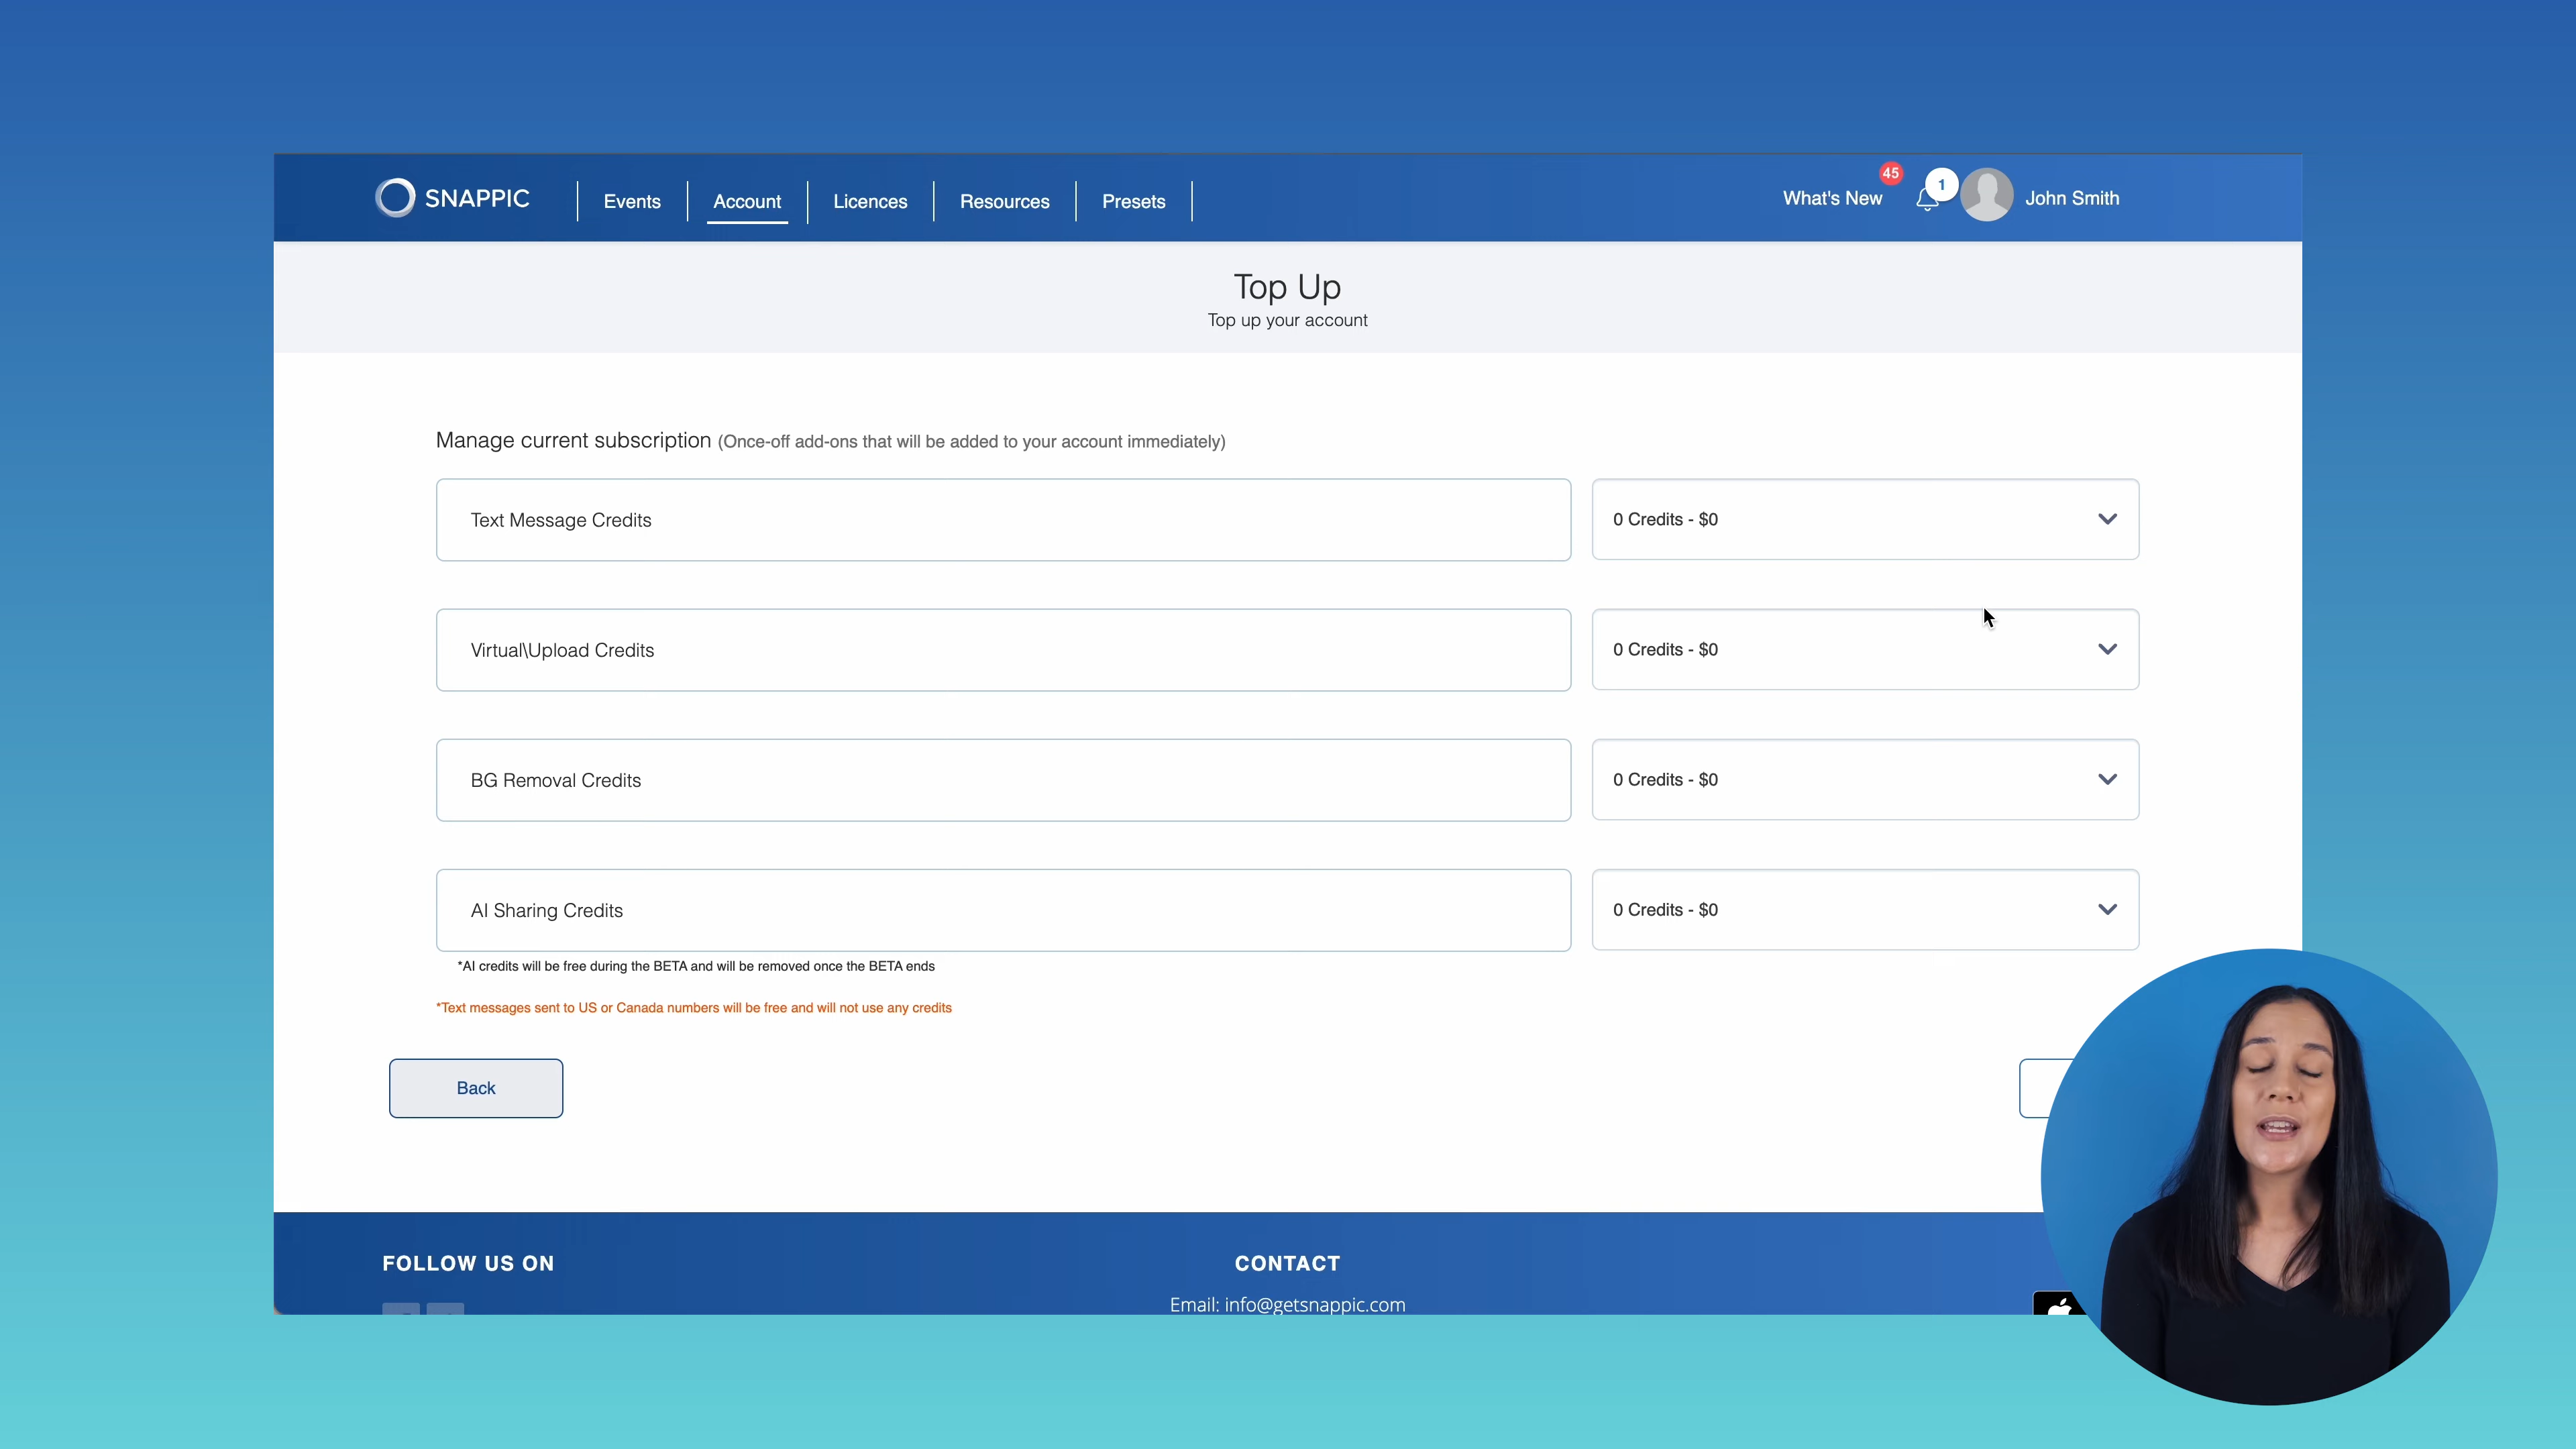 SNAPPIC
Events
Account
Licences
Resources
Presets
What's New
45
1
John Smith
Top Up
Top up your account
Manage current subscription (Once-off add-ons that will be added to your account immediately)
Text Message Credits
0 Credits - $0
Virtual\Upload Credits
0 Credits - $0
BG Removal Credits
0 Credits - $0
AI Sharing Credits
0 Credits - $0
*AI credits will be free during the BETA and will be removed once the BETA ends
*Text messages sent to US or Canada numbers will be free and will not use any credits
Back
FOLLOW US ON
CONTACT
Email: info@getsnappic.com